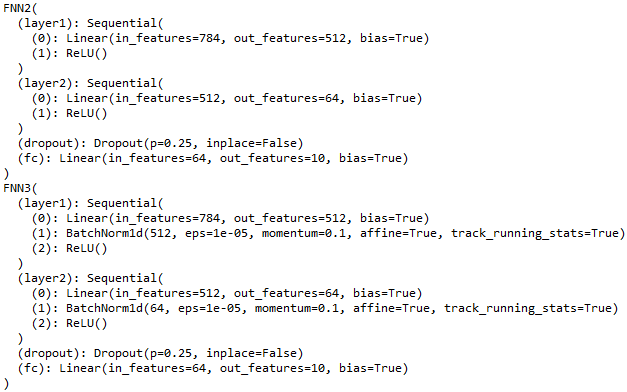 FNN2(
  (layer1): Sequential(
    (0): Linear(in_features=784, out_features=512, bias=True)
    (1): ReLU()
  )
  (layer2): Sequential(
    (0): Linear(in_features=512, out_features=64, bias=True)
    (1): ReLU()
  )
  (dropout): Dropout(p=0.25, inplace=False)
  (fc): Linear(in_features=64, out_features=10, bias=True)
)
FNN3(
  (layer1): Sequential(
    (0): Linear(in_features=784, out_features=512, bias=True)
    (1): BatchNorm1d(512, eps=1e-05, momentum=0.1, affine=True, track_running_stats=True)
    (2): ReLU()
  )
  (layer2): Sequential(
    (0): Linear(in_features=512, out_features=64, bias=True)
    (1): BatchNorm1d(64, eps=1e-05, momentum=0.1, affine=True, track_running_stats=True)
    (2): ReLU()
  )
  (dropout): Dropout(p=0.25, inplace=False)
  (fc): Linear(in_features=64, out_features=10, bias=True)
)